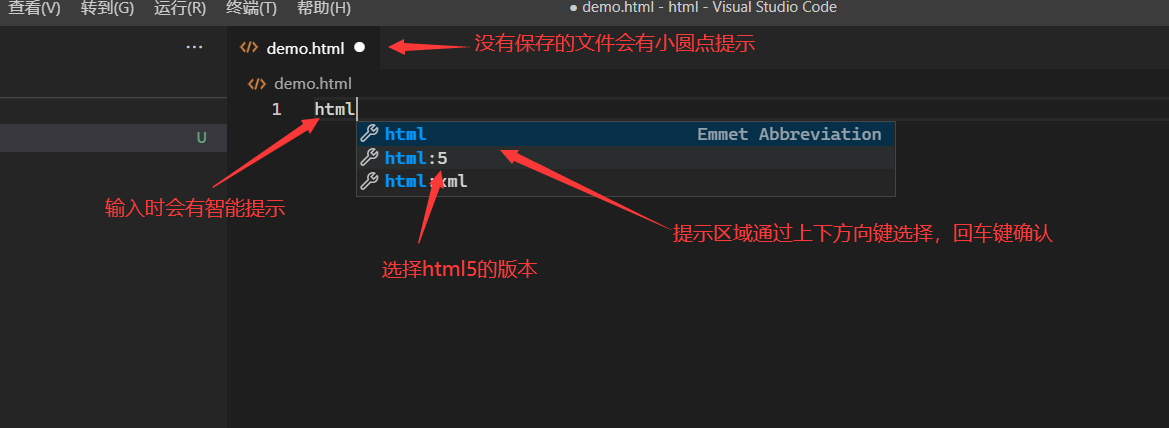 查看(V) 转到(G) 运行(R) 终端(T) 帮助(H) ● demo.html - html - Visual Studio Code
··· demo.html ● 没有保存的文件会有小圆点提示
demo.html
1 html
html Emmet Abbreviation
U html:5
html:xml
输入时会有智能提示
提示区域通过上下方向键选择，回车键确认
选择html5的版本